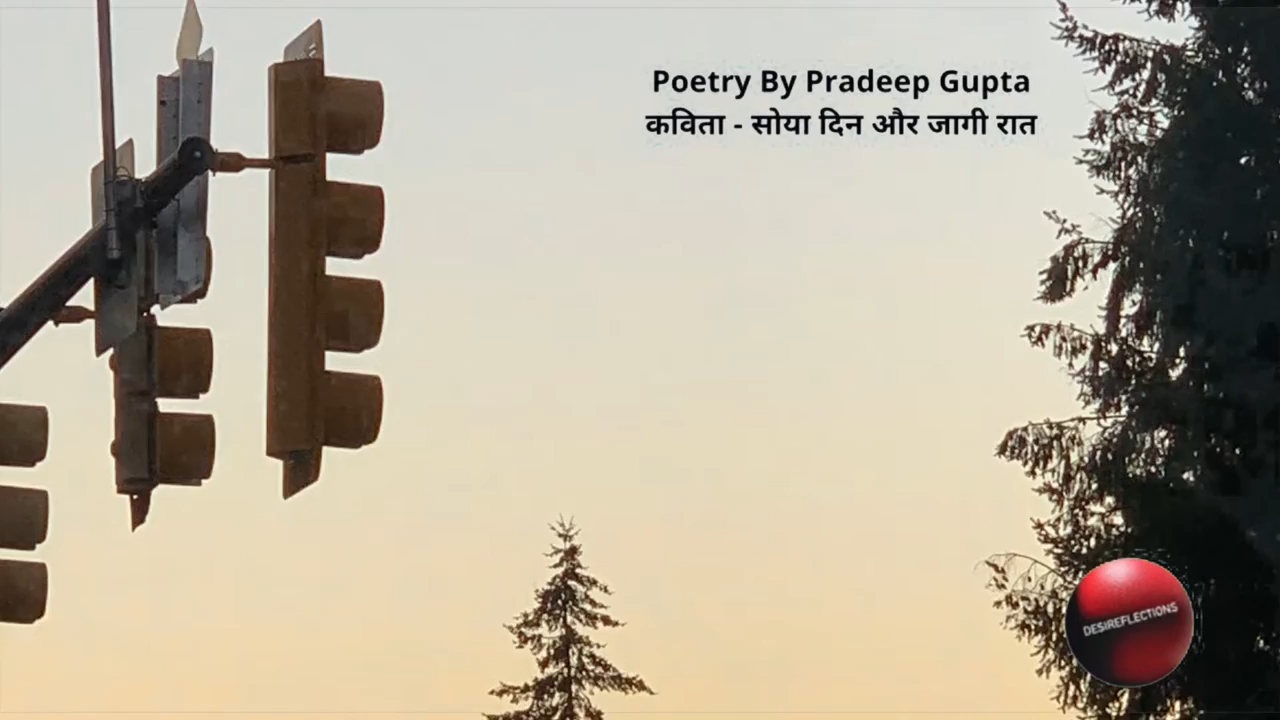 Poetry By Pradeep Gupta
कविता - सोया दिन और जागी रात
DESIREFLECTIONS